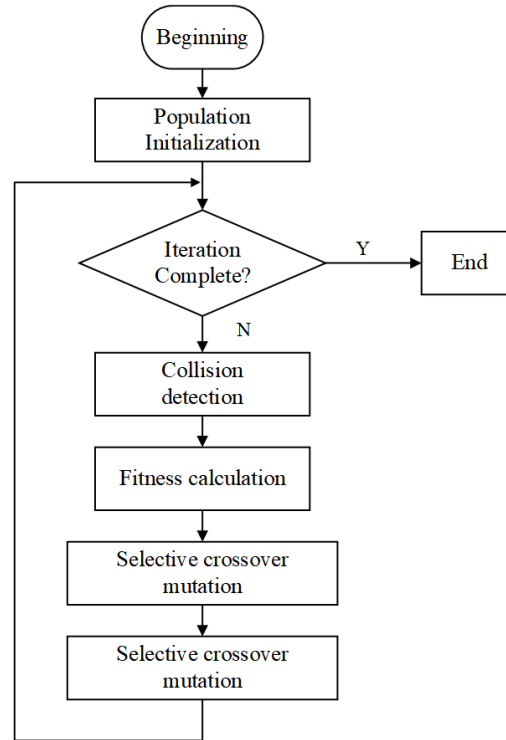 Beginning
Population
Initialization
Iteration
Complete?
Y
End
N
Collision
detection
Fitness calculation
Selective crossover
mutation
Selective crossover
mutation